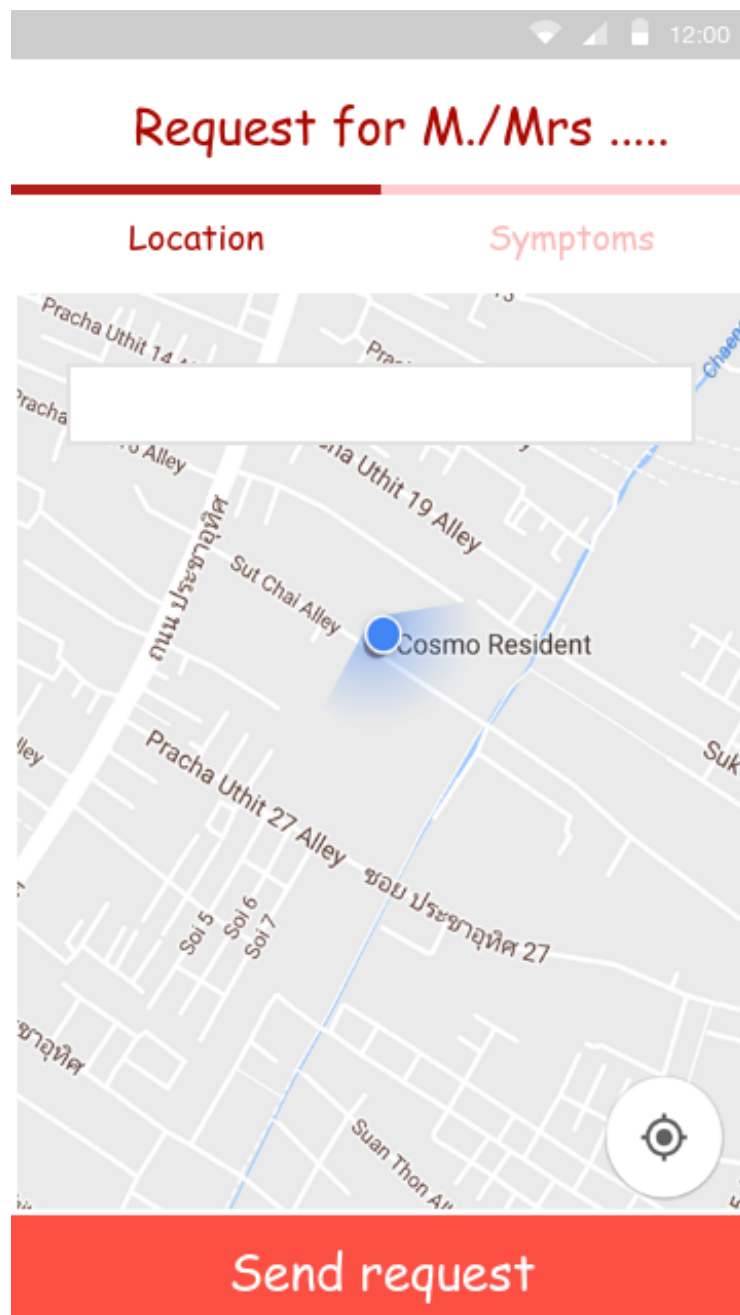 12:00
Request for M./Mrs .....
Location
Symptoms
Pracha Uthit 14
Pracha
Alley
Uthit 19 Alley
ถนน ประชาอุทิศ
Sut Chai Alley
Cosmo Resident
Pracha Uthit 27 Alley
ซอย ประชาอุทิศ 27
Soi 5
Soi 6
Soi 7
Suan Thon
Send request